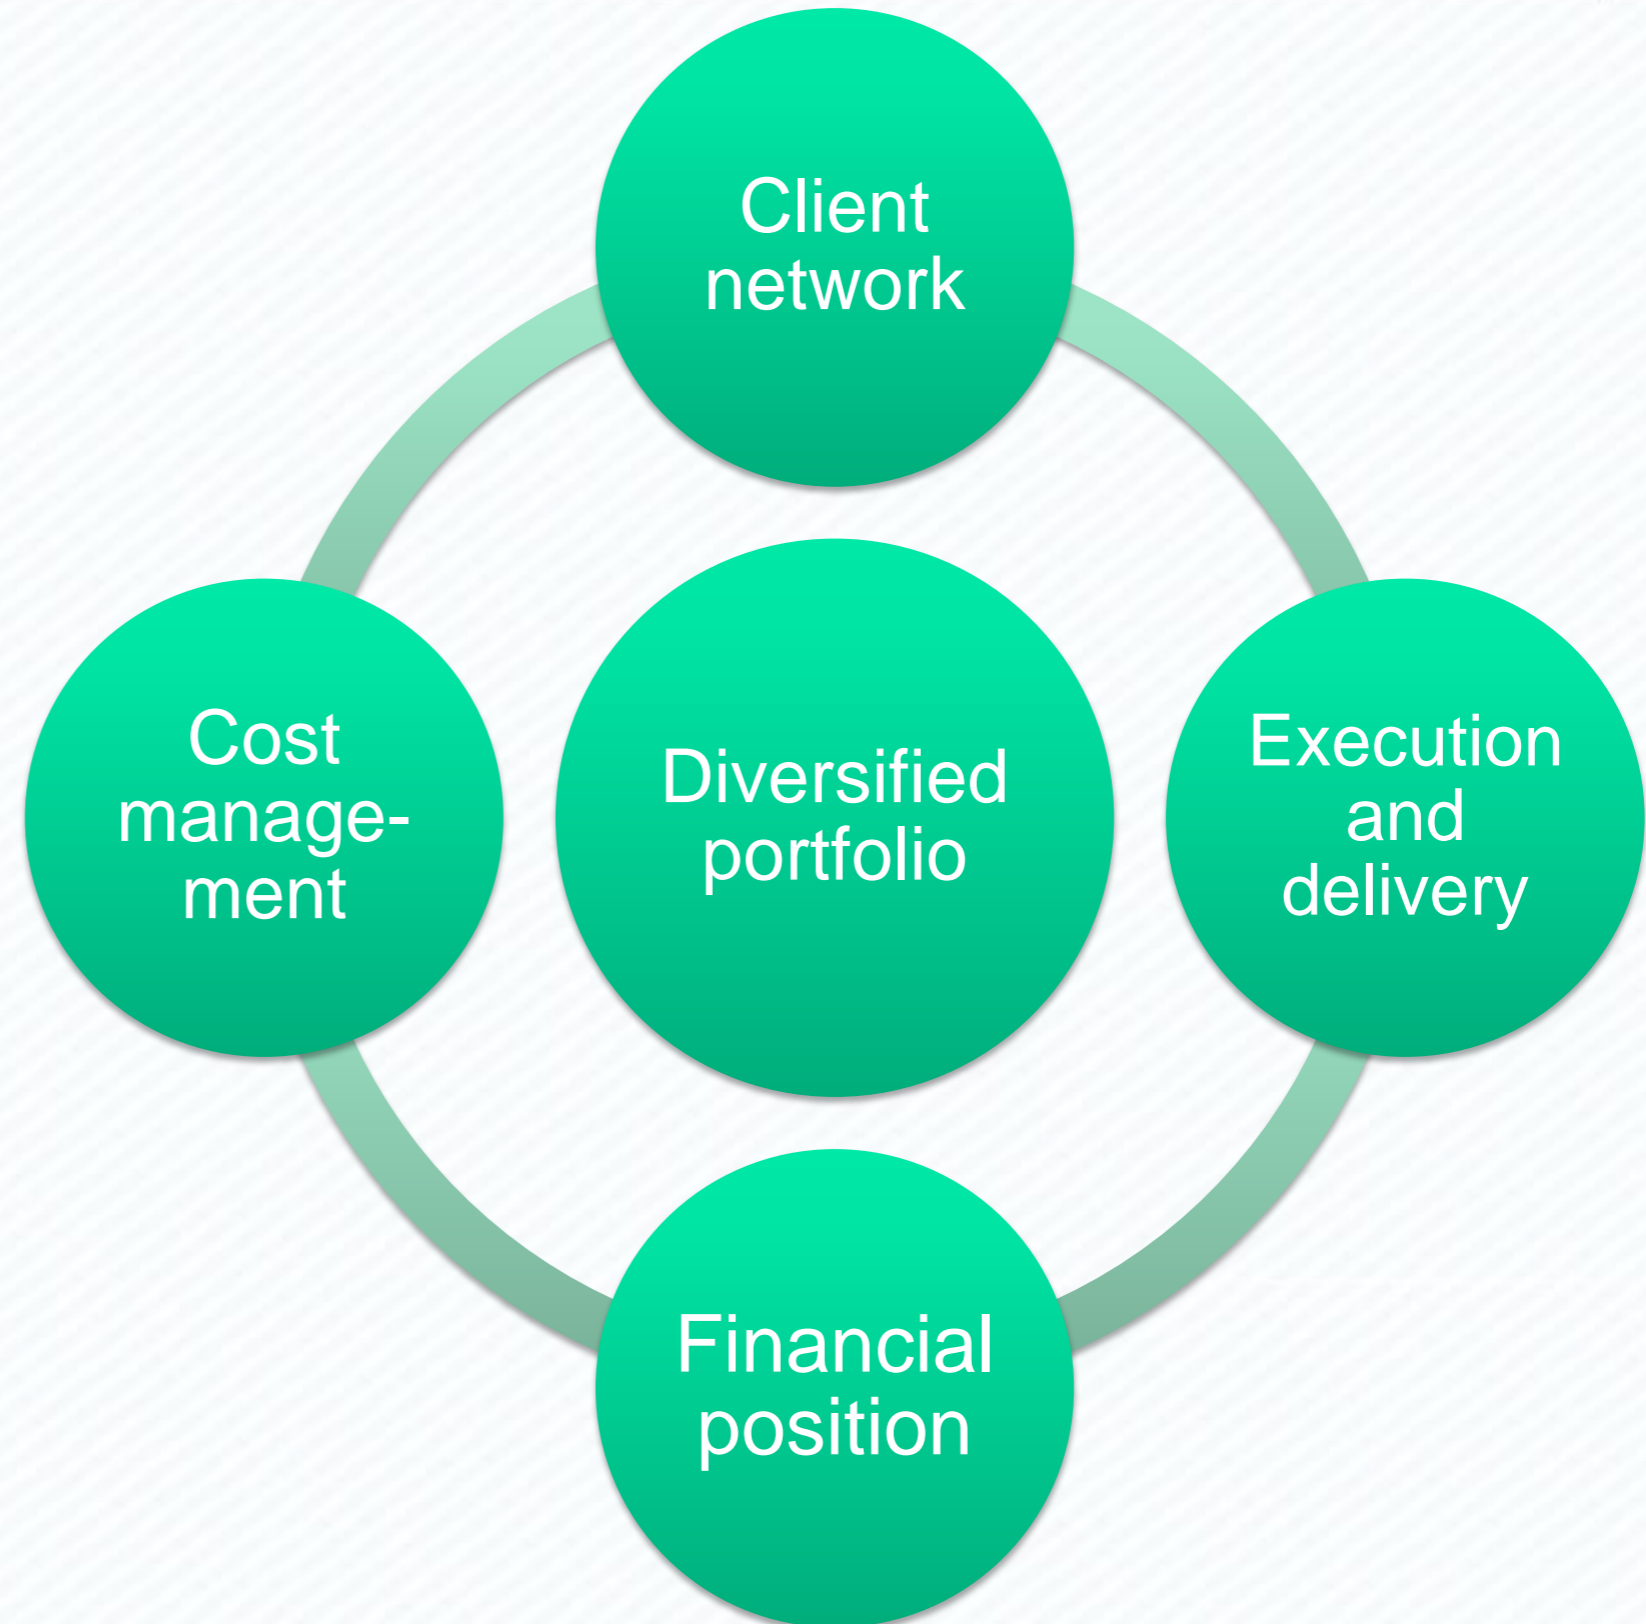 Client
network
Cost
manage-
ment
Diversified
portfolio
Execution
and
delivery
Financial
position